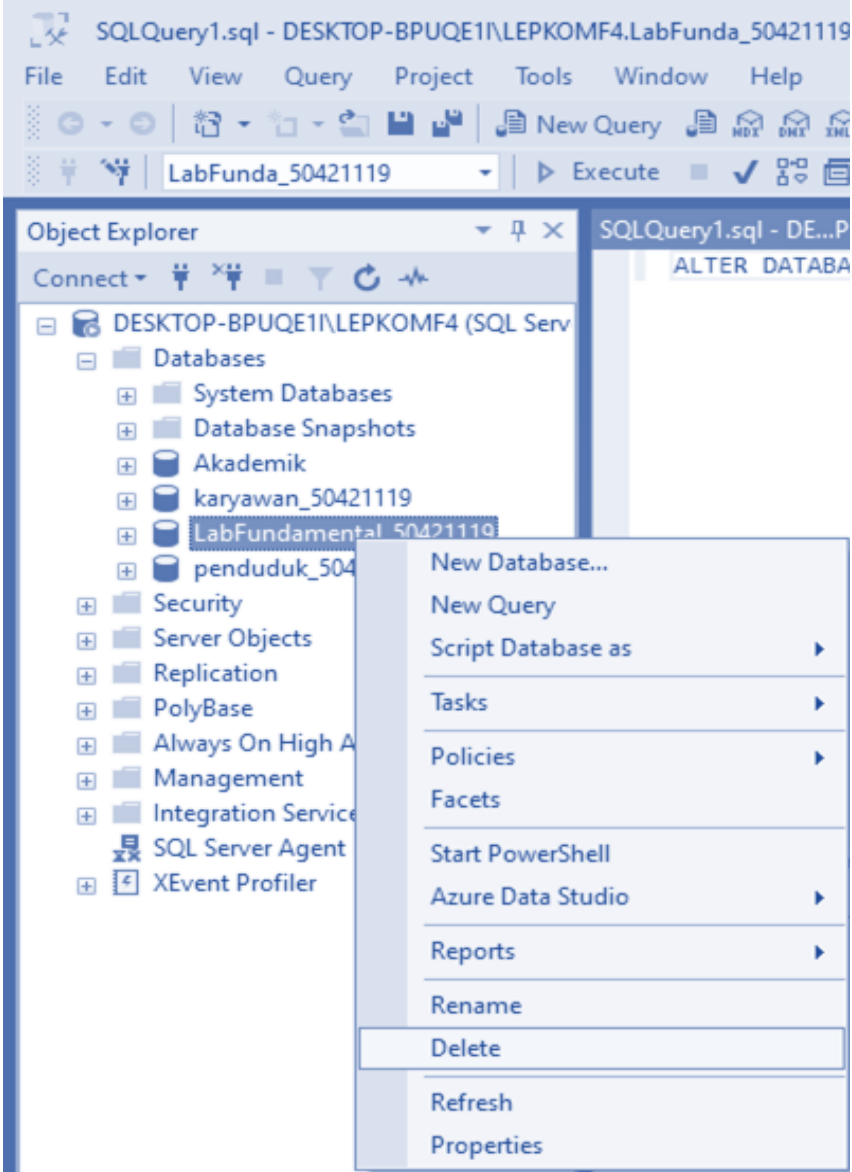 SQLQuery1.sql - DESKTOP-BPUQE1I\LEPKOMF4.LabFunda_50421119
File Edit View Query Project Tools Window Help
New Query MDX DMX XML
LabFunda_50421119 Execute
Object Explorer
SQLQuery1.sql - DE...P
Connect
ALTER DATABA
DESKTOP-BPUQE1I\LEPKOMF4 (SQL Serv
Databases
System Databases
Database Snapshots
Akademik
karyawan_50421119
LabFundamental_50421119
penduduk_504
Security
Server Objects
Replication
PolyBase
Always On High A
Management
Integration Service
SQL Server Agent
XEvent Profiler
New Database...
New Query
Script Database as
Tasks
Policies
Facets
Start PowerShell
Azure Data Studio
Reports
Rename
Delete
Refresh
Properties